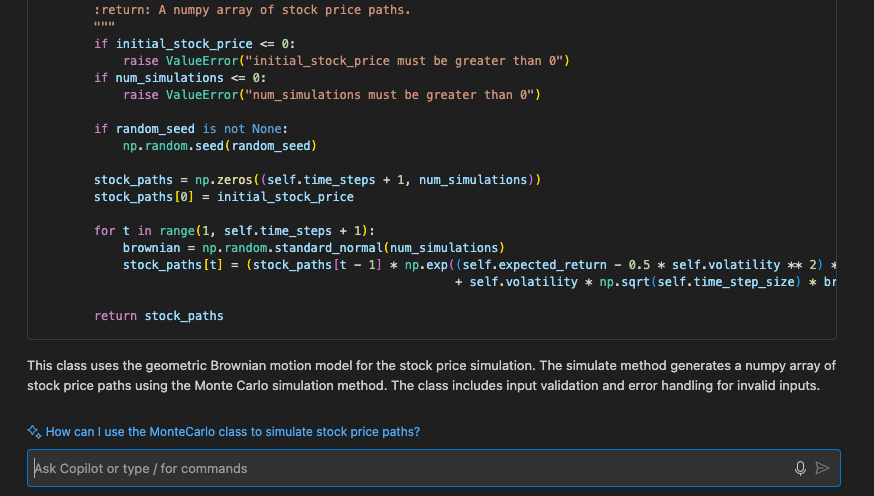 :return: A numpy array of stock price paths.
"""
if initial_stock_price <= 0:
raise ValueError("initial_stock_price must be greater than 0")
if num_simulations <= 0:
raise ValueError("num_simulations must be greater than 0")
if random_seed is not None:
np.random.seed(random_seed)
stock_paths = np.zeros((self.time_steps + 1, num_simulations))
stock_paths[0] = initial_stock_price
for t in range(1, self.time_steps + 1):
brownian = np.random.standard_normal(num_simulations)
stock_paths[t] = (stock_paths[t - 1] * np.exp((self.expected_return - 0.5 * self.volatility ** 2) *
+ self.volatility * np.sqrt(self.time_step_size) * br
return stock_paths
This class uses the geometric Brownian motion model for the stock price simulation. The simulate method generates a numpy array of
stock price paths using the Monte Carlo simulation method. The class includes input validation and error handling for invalid inputs.
How can I use the MonteCarlo class to simulate stock price paths?
Ask Copilot or type / for commands